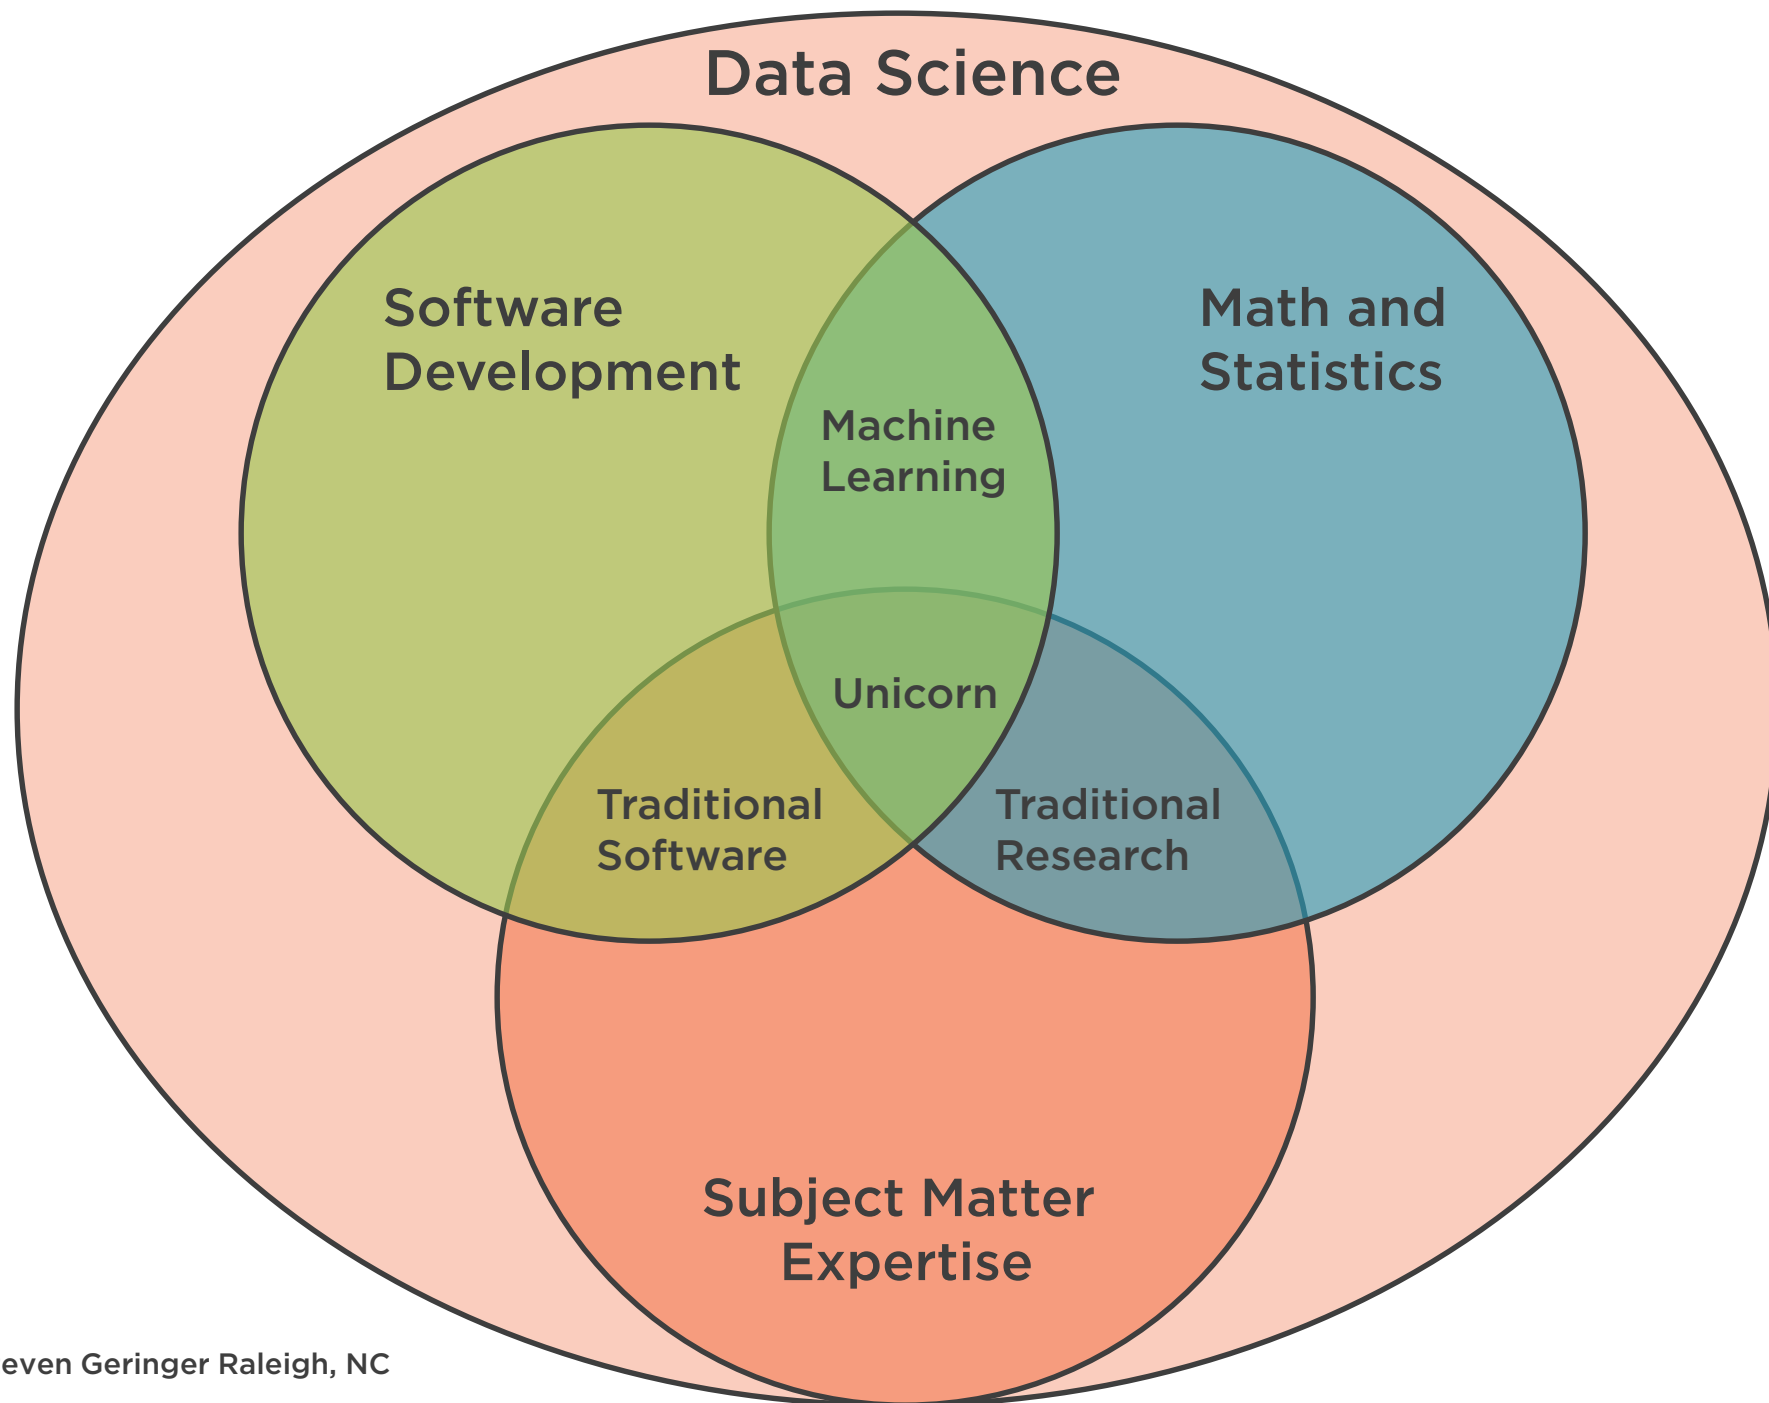 Data Science
Software
Development
Math and
Statistics
Machine
Learning
Unicorn
Traditional
Software
Traditional
Research
Subject Matter
Expertise
even Geringer Raleigh, NC